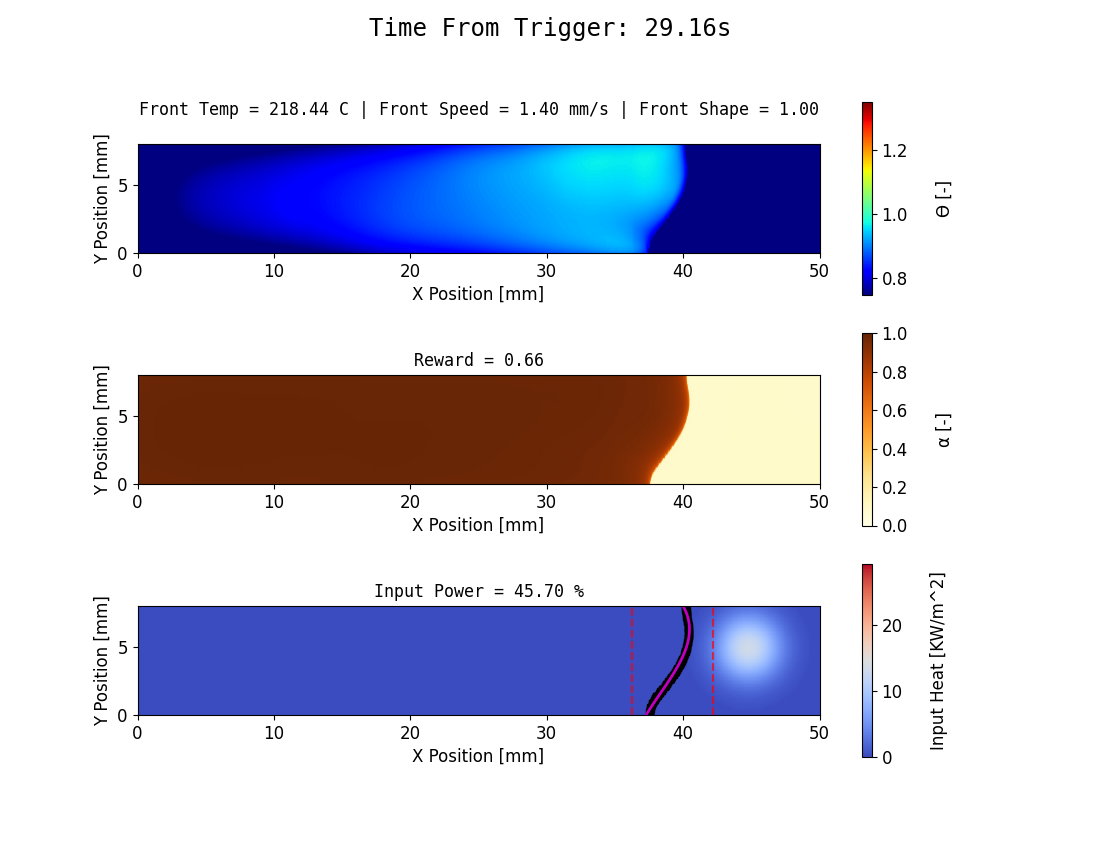 Time From Trigger: 29.16s
Front Temp = 218.44 C | Front Speed = 1.40 mm/s | Front Shape = 1.00
Y Position [mm]
5
0
0 10 20 30 40 50
X Position [mm]
1.2
1.0
0.8
Θ [-]
Reward = 0.66
Y Position [mm]
5
0
0 10 20 30 40 50
X Position [mm]
1.0
0.8
0.6
0.4
0.2
0.0
α [-]
Input Power = 45.70 %
Y Position [mm]
5
0
0 10 20 30 40 50
X Position [mm]
20
10
0
Input Heat [KW/m^2]